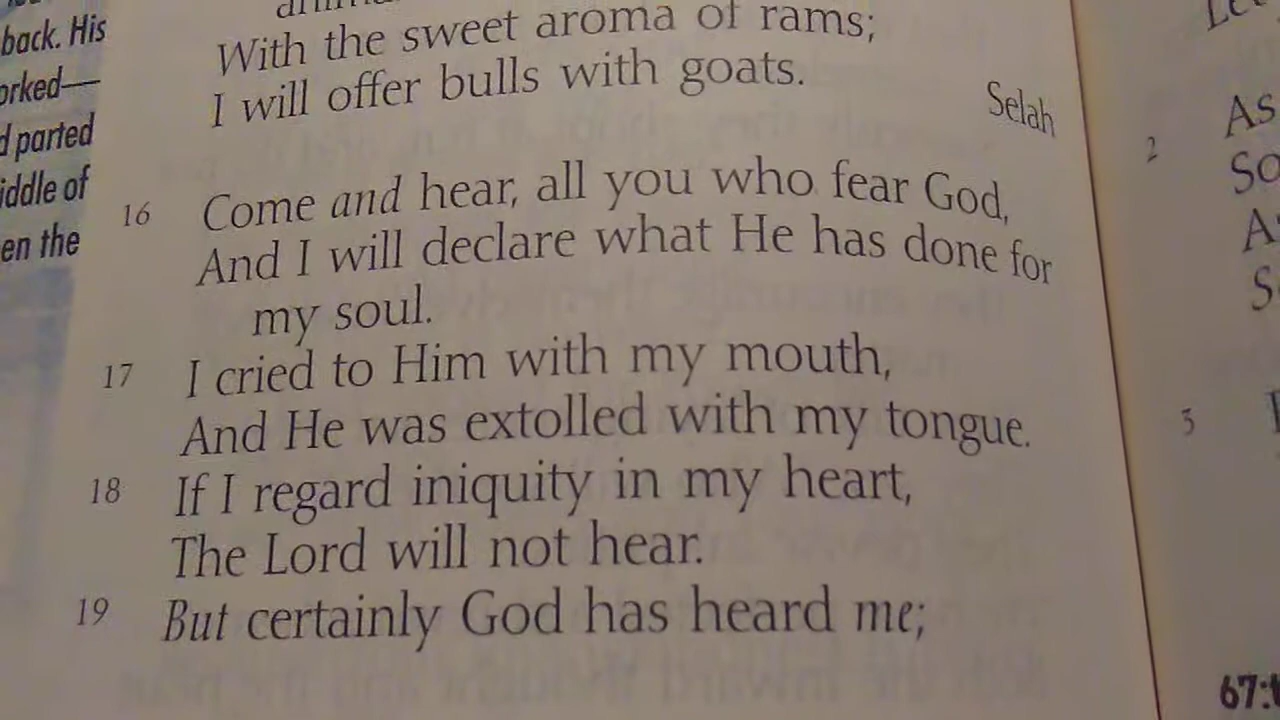 back. His
orked—
d parted
iddle of
en the
With the sweet aroma of rams;
I will offer bulls with goats.
Selah
16 Come and hear, all you who fear God,
And I will declare what He has done for
my soul.
17 I cried to Him with my mouth,
And He was extolled with my tongue.
18 If I regard iniquity in my heart,
The Lord will not hear.
19 But certainly God has heard me;
As
2 So
3
67: